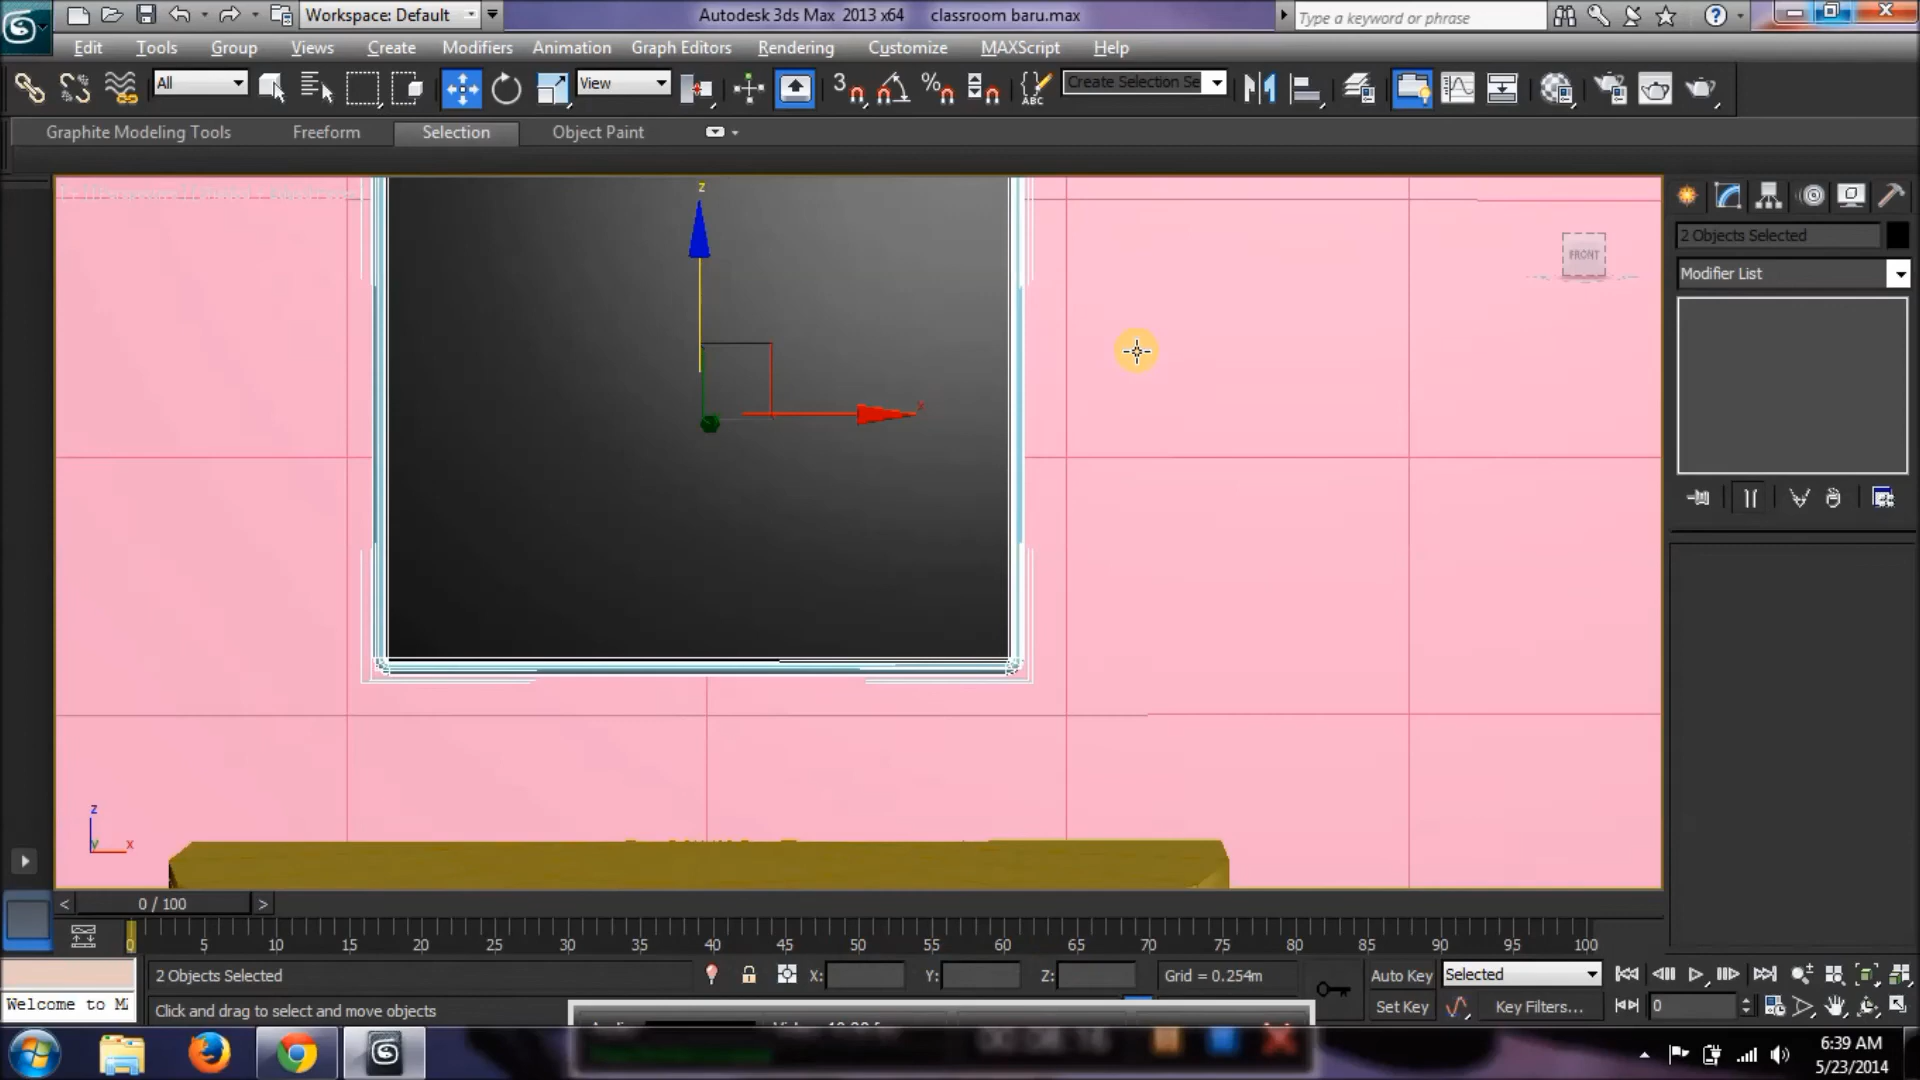 Workspace: Default
Autodesk 3ds Max 2013 x64 classroom baru.max
Type a keyword or phrase
Edit Tools Group Views Create Modifiers Animation Graph Editors Rendering Customize MAXScript Help
All
View
3
%
ABC
Create Selection Se
Graphite Modeling Tools Freeform Selection Object Paint
z
x
FRONT
2 Objects Selected
Modifier List
z
y
x
< 0 / 100 >
0 5 10 15 20 25 30 35 40 45 50 55 60 65 70 75 80 85 90 95 100
2 Objects Selected
X: Y: Z: Grid = 0.254m
Auto Key Selected
Welcome to M
Click and drag to select and move objects
Set Key Key Filters... 0
6:39 AM
5/23/2014